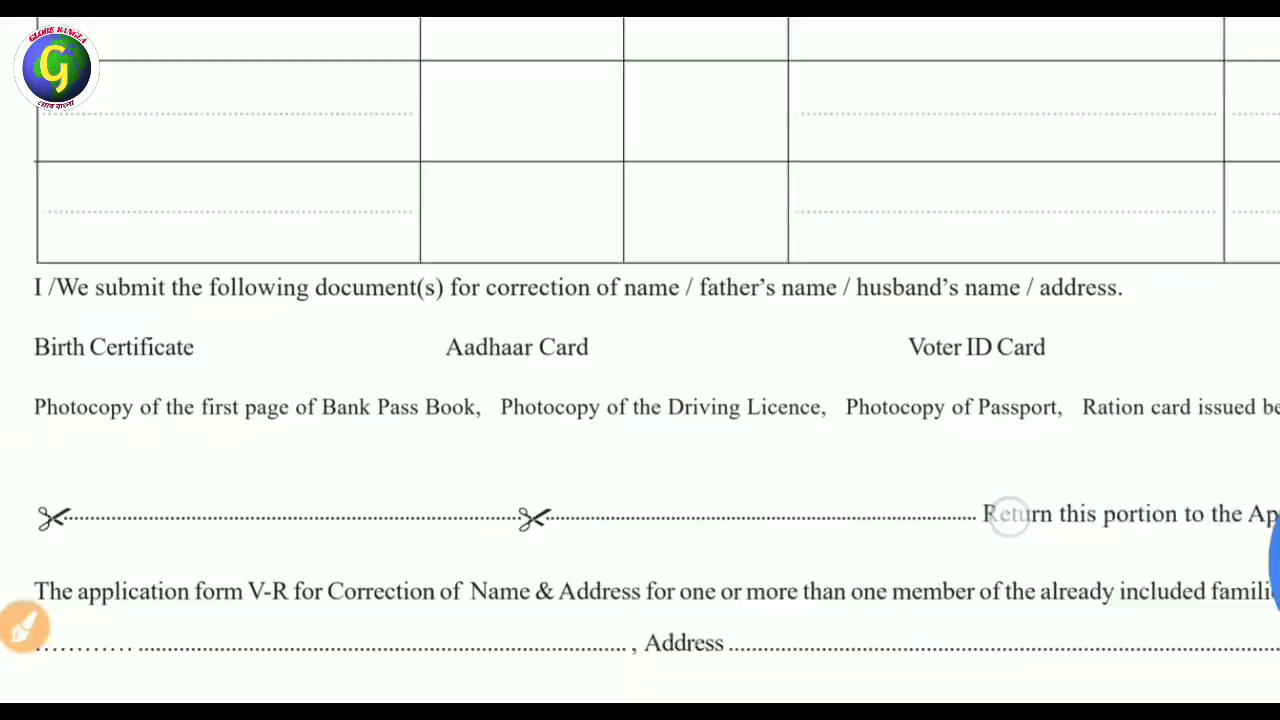 GLOBE BANGLA
G
গ্লোব বাংলা
I /We submit the following document(s) for correction of name / father’s name / husband’s name / address.
Birth Certificate Aadhaar Card Voter ID Card
Photocopy of the first page of Bank Pass Book, Photocopy of the Driving Licence, Photocopy of Passport, Ration card issued be
Return this portion to the Ap
The application form V-R for Correction of Name & Address for one or more than one member of the already included famili
, Address